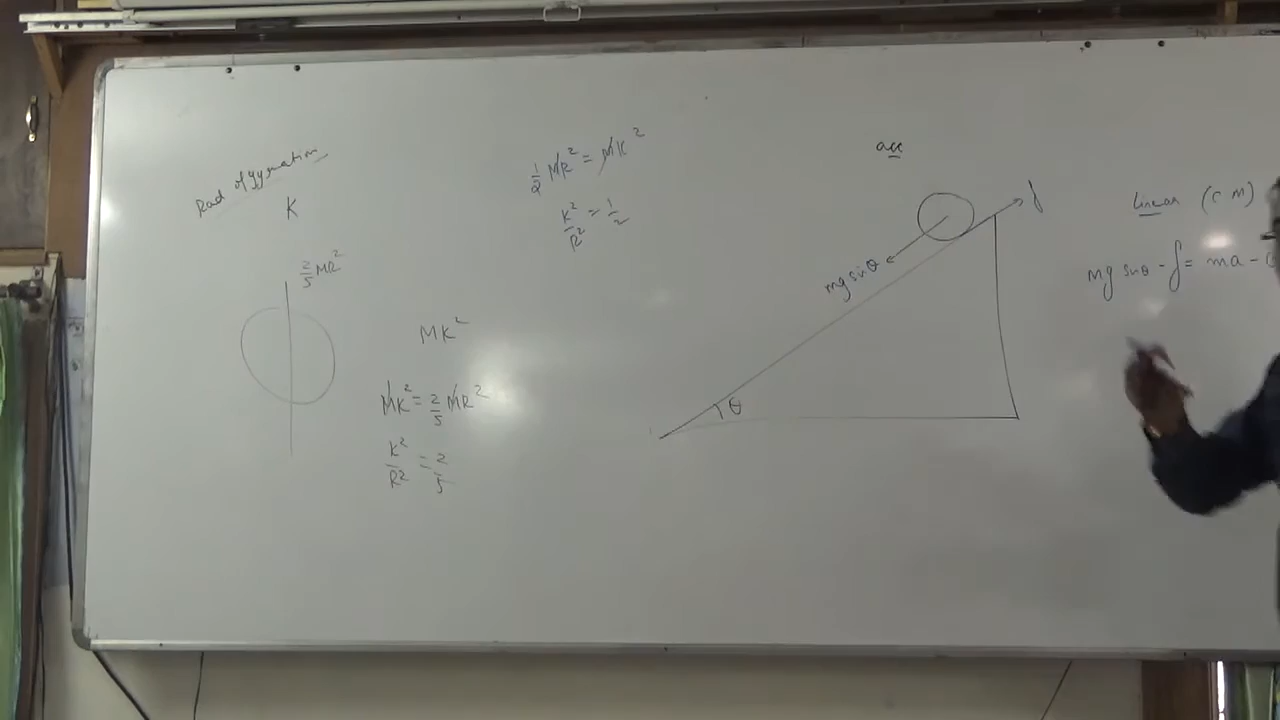 Rad of gyration
K
2/5 MR²
MK²
MK² = 2/5 MR²
K²/R² = 2/5
1/2 MR² = MK²
K²/R² = 1/2
acc
f
mg sinθ
θ
Linear (CM)
mg sinθ - f = ma -